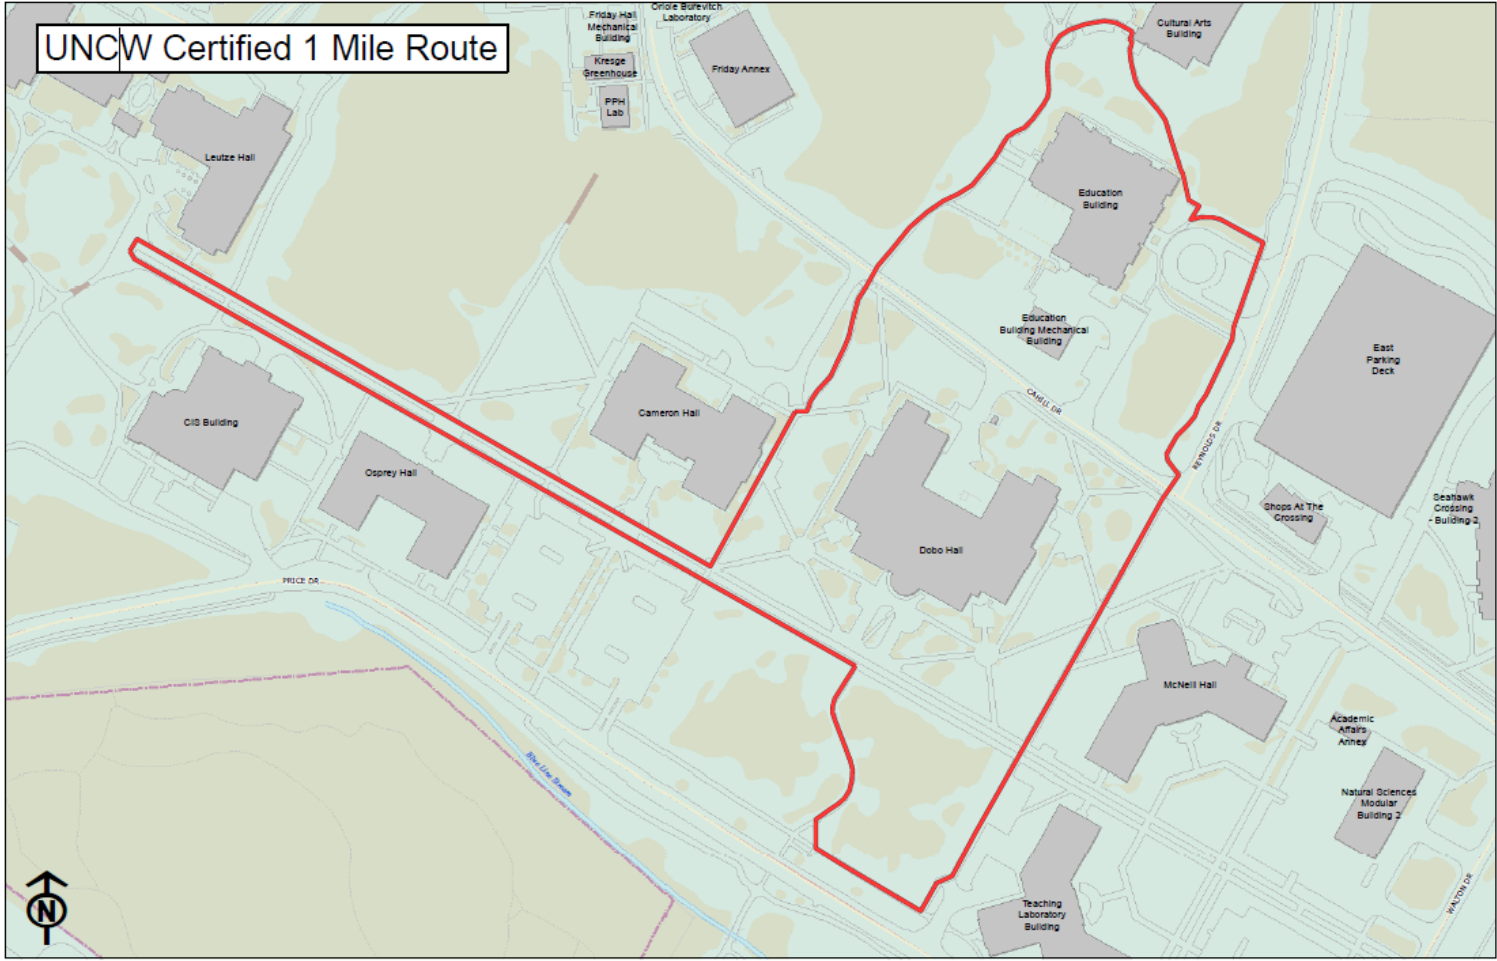 UNCW Certified 1 Mile Route
Oriole Burevitch
Laboratory
Friday Hall
Mechanical
Building
Kresge
Greenhouse
PPH
Lab
Friday Annex
Cultural Arts
Building
Leutze Hall
Education
Building
Education
Building Mechanical
Building
East
Parking
Deck
CIS Building
Cameron Hall
CAHILL DR
REYNOLDS DR
Osprey Hall
Shops At The
Crossing
Seahawk
Crossing
- Building 2
Dobo Hall
PRICE DR
McNeill Hall
Academic
Affairs
Annex
Blue Line Stream
Natural Sciences
Modular
Building 2
WALTON DR
Teaching
Laboratory
Building
N